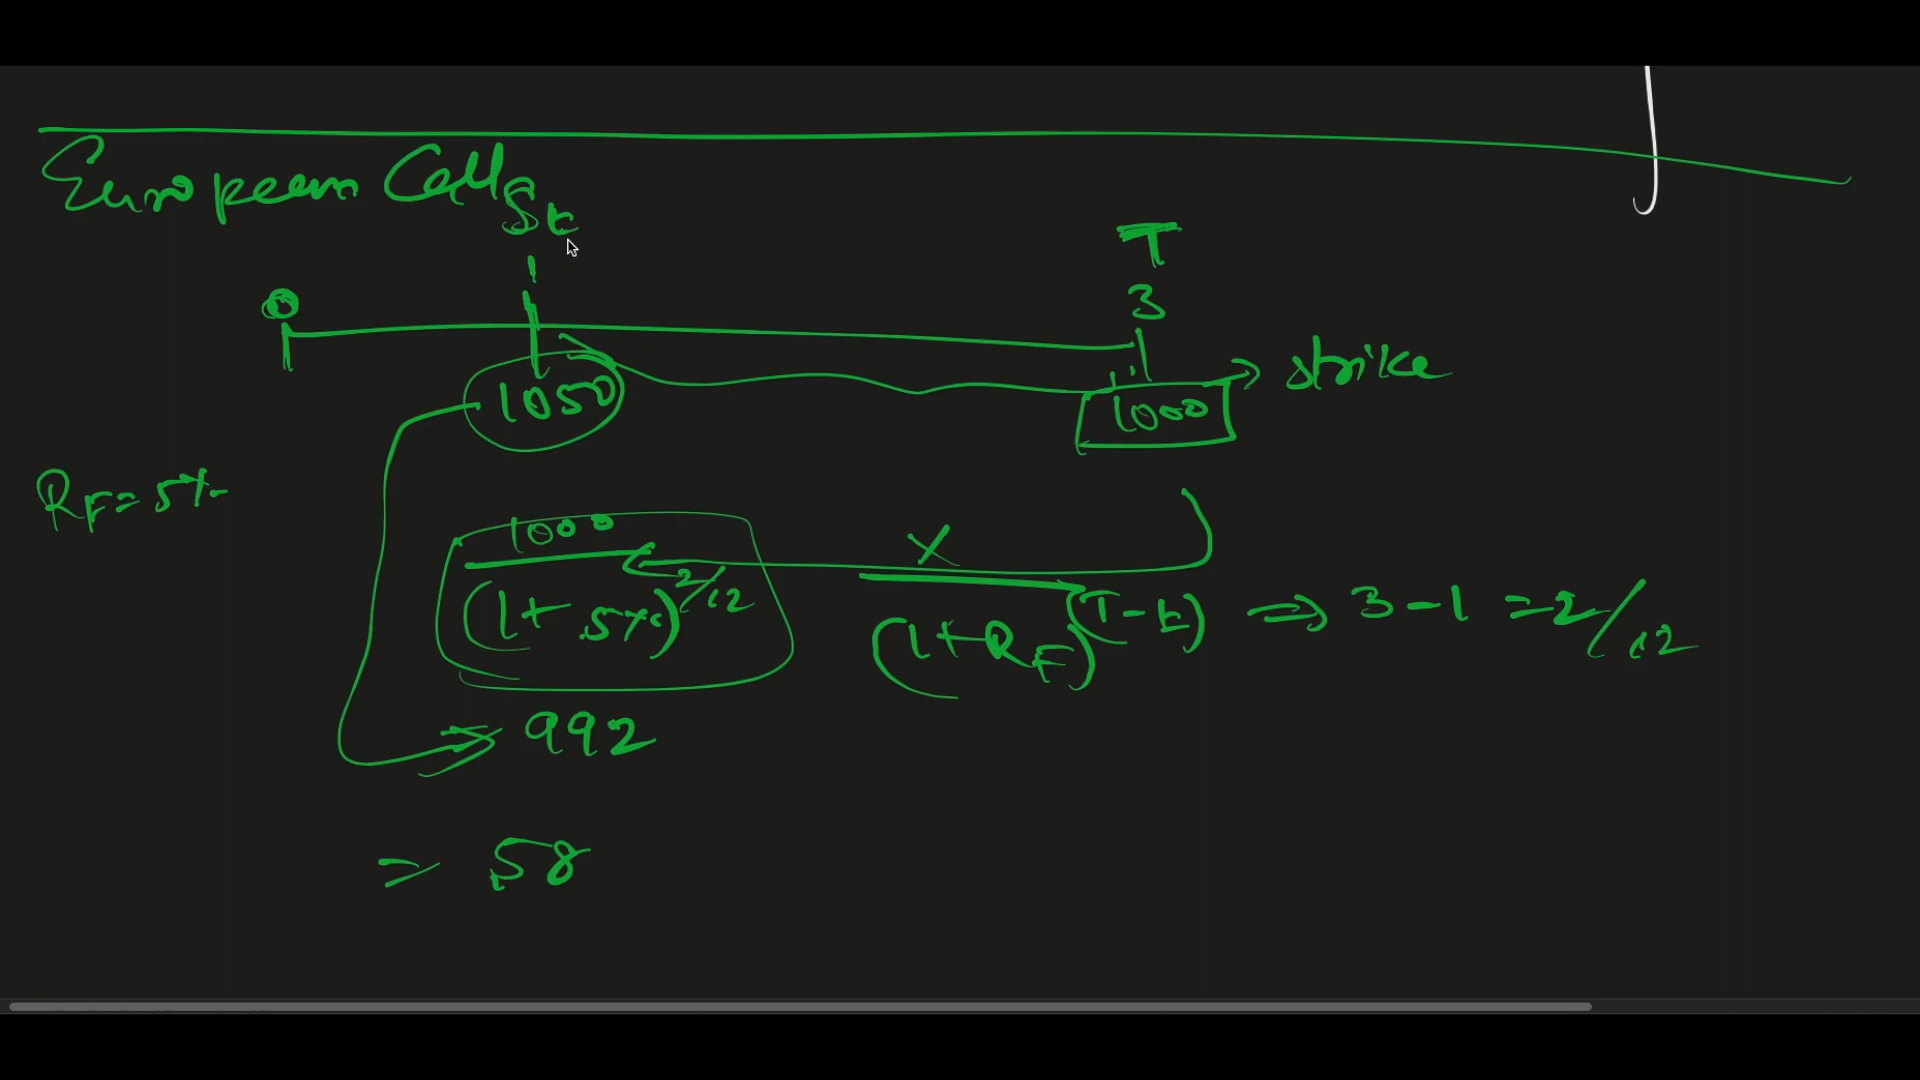 European Call
St
T
0 1 3
1050 1000 → strike
RF = 5%
1000 / (1 + .5%)^2/12
X / (1 + RF)^(T - t) ⇒ 3 - 1 = 2/12
⇒ 992
= 58